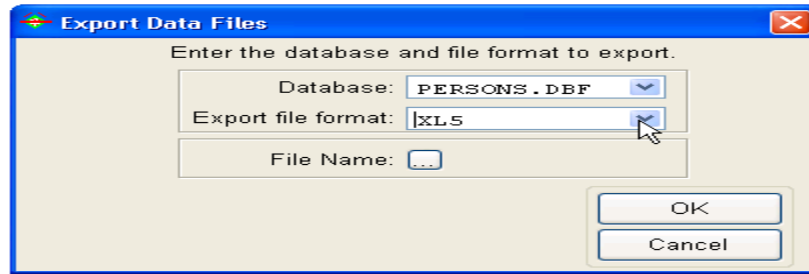 Export Data Files
Enter the database and file format to export.
Database: PERSONS.DBF
Export file format: XL5
File Name: ...
OK
Cancel